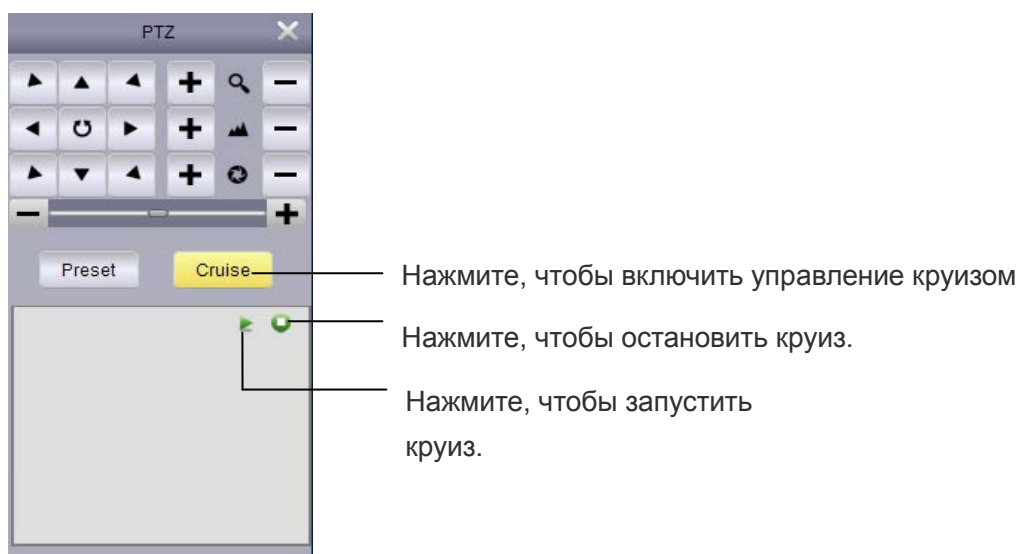 PTZ
Preset
Cruise
Нажмите, чтобы включить управление круизом
Нажмите, чтобы остановить круиз.
Нажмите, чтобы запустить
круиз.